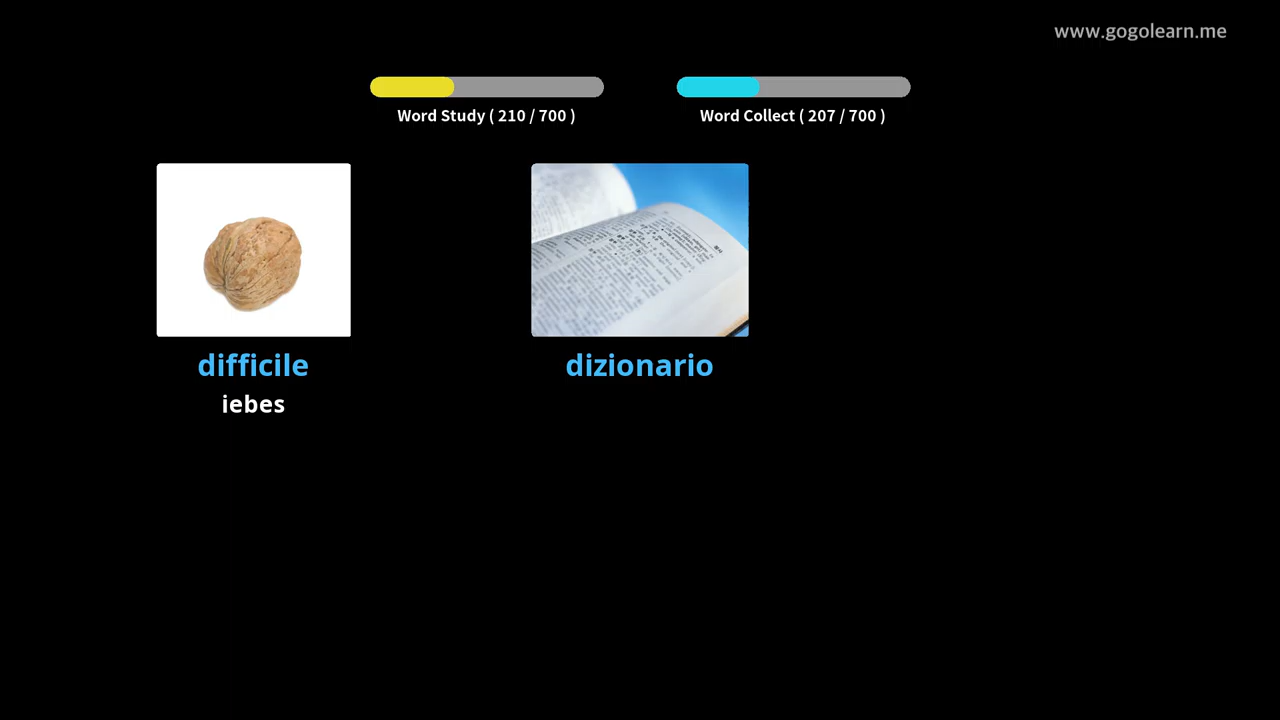 www.gogolearn.me
Word Study ( 210 / 700 )
Word Collect ( 207 / 700 )
difficile
dizionario
iebes